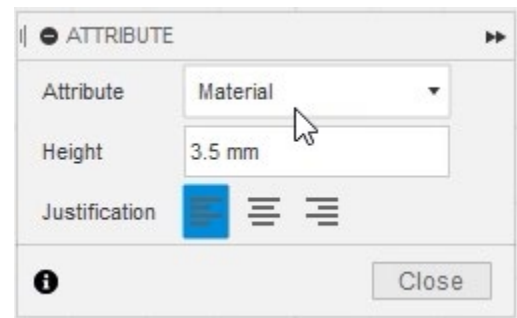 ATTRIBUTE
Attribute Material
Height 3.5 mm
Justification
Close